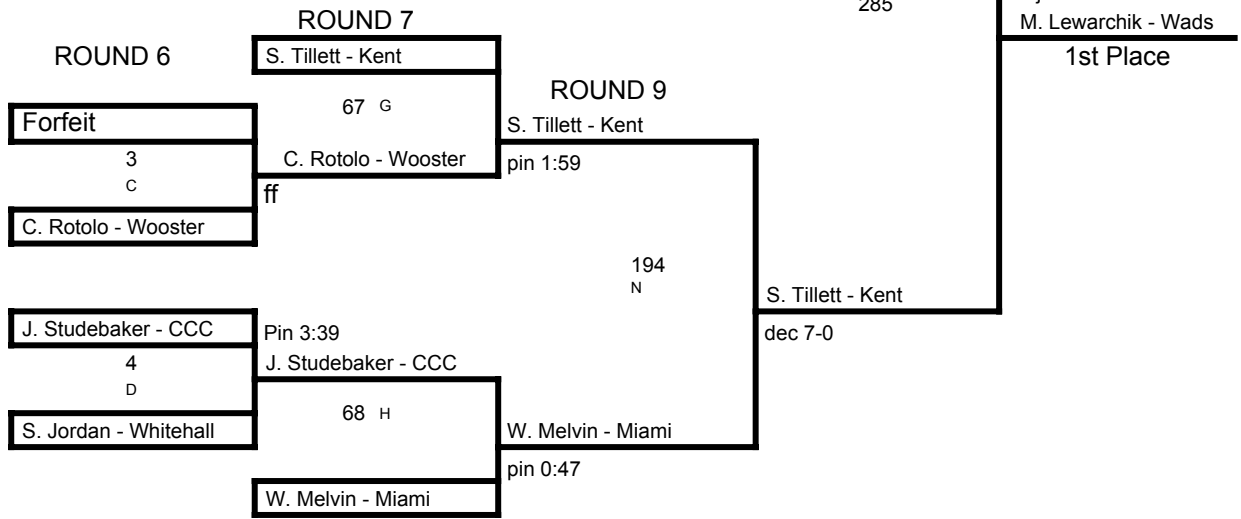 285
ROUND 7
M. Lewarchik - Wads
ROUND 6
S. Tillett - Kent
1st Place
ROUND 9
67 G
Forfeit
S. Tillett - Kent
3
C. Rotolo - Wooster
pin 1:59
C
ff
C. Rotolo - Wooster
194
N
S. Tillett - Kent
J. Studebaker - CCC
Pin 3:39
dec 7-0
4
J. Studebaker - CCC
D
68 H
S. Jordan - Whitehall
W. Melvin - Miami
pin 0:47
W. Melvin - Miami